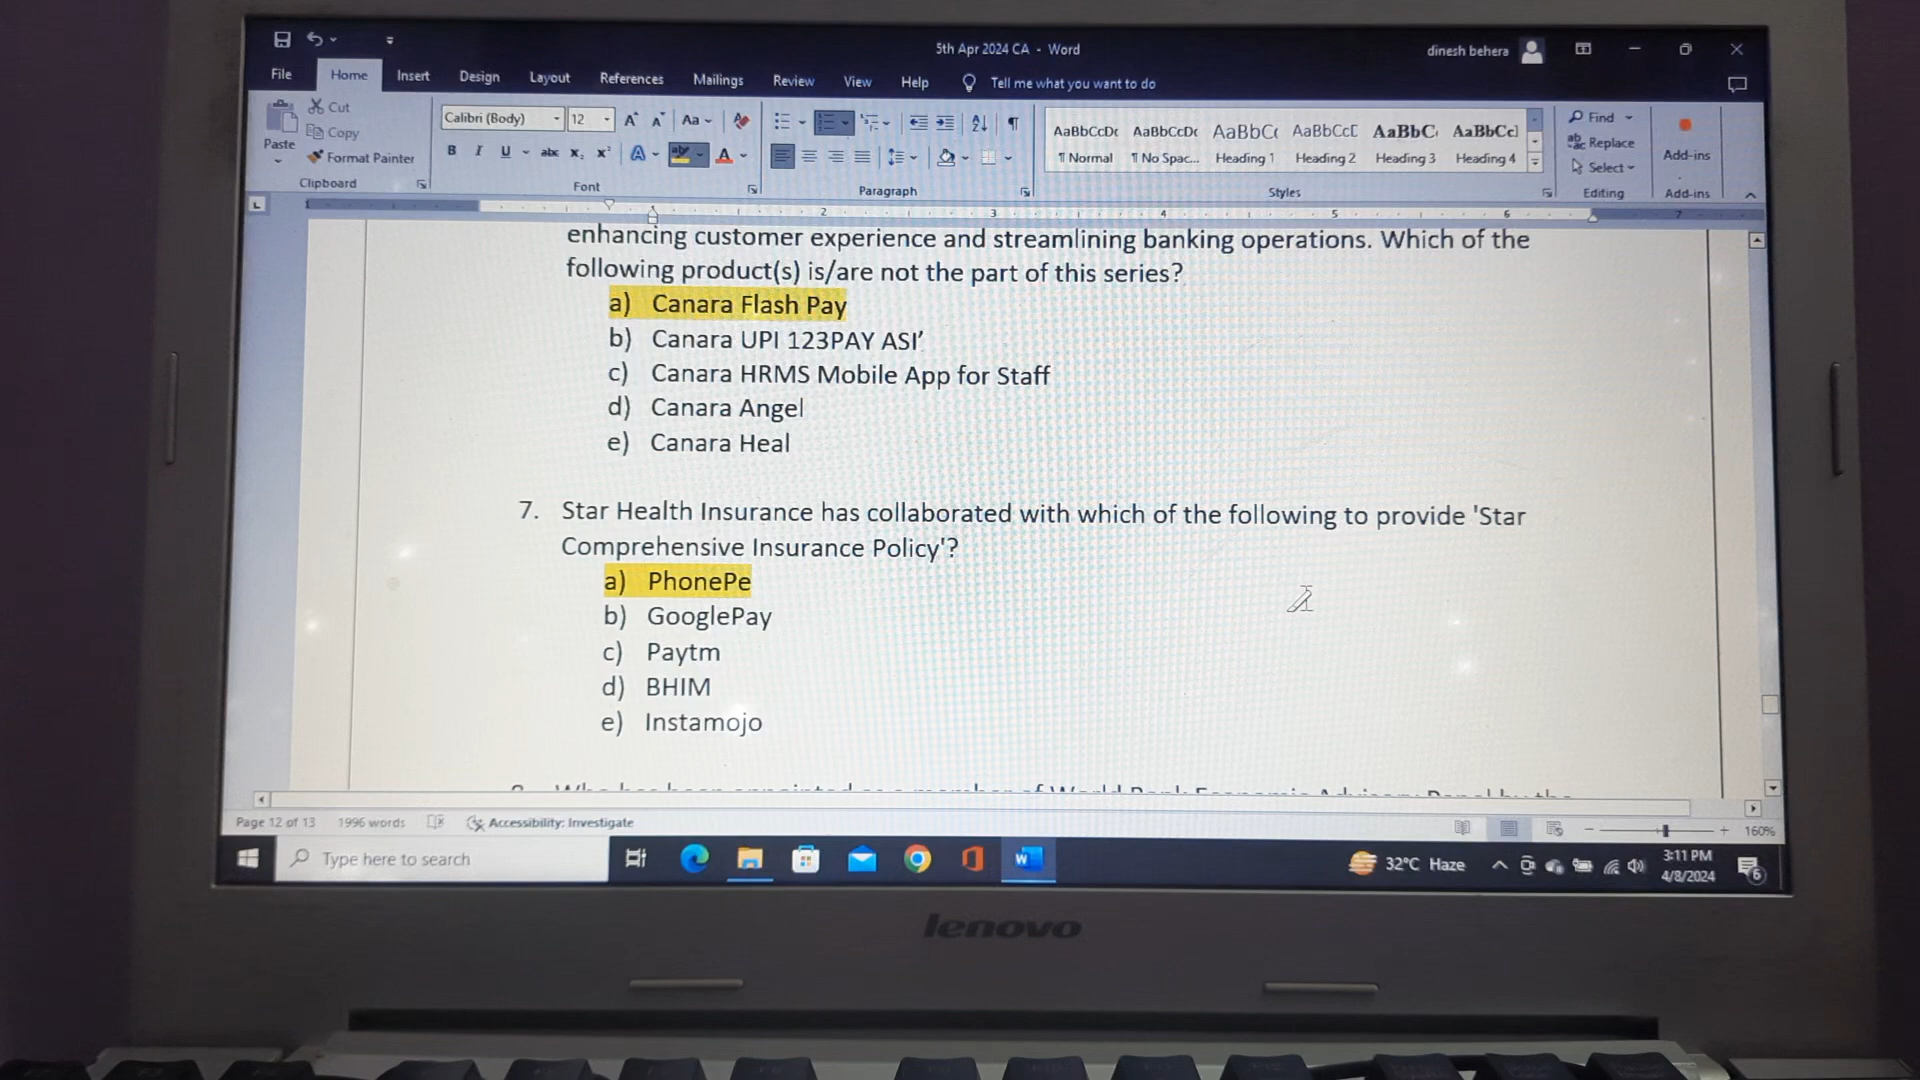 5th Apr 2024 CA - Word
dinesh behera
File Home Insert Design Layout References Mailings Review View Help Tell me what you want to do
Paste
Cut
Copy
Format Painter
Clipboard
Calibri (Body) 12
Font
Paragraph
AaBbCcDc AaBbCcDc AaBbCc AaBbCcD AaBbC AaBbCcI
¶ Normal ¶ No Spac... Heading 1 Heading 2 Heading 3 Heading 4
Styles
Find
Replace
Select
Editing
Add-ins
Add-ins
enhancing customer experience and streamlining banking operations. Which of the
following product(s) is/are not the part of this series?
a) Canara Flash Pay
b) Canara UPI 123PAY ASI’
c) Canara HRMS Mobile App for Staff
d) Canara Angel
e) Canara Heal
7. Star Health Insurance has collaborated with which of the following to provide 'Star
Comprehensive Insurance Policy'?
a) PhonePe
b) GooglePay
c) Paytm
d) BHIM
e) Instamojo
Page 12 of 13 1996 words Accessibility: Investigate
160%
Type here to search
32°C Haze
3:11 PM
4/8/2024
6
lenovo